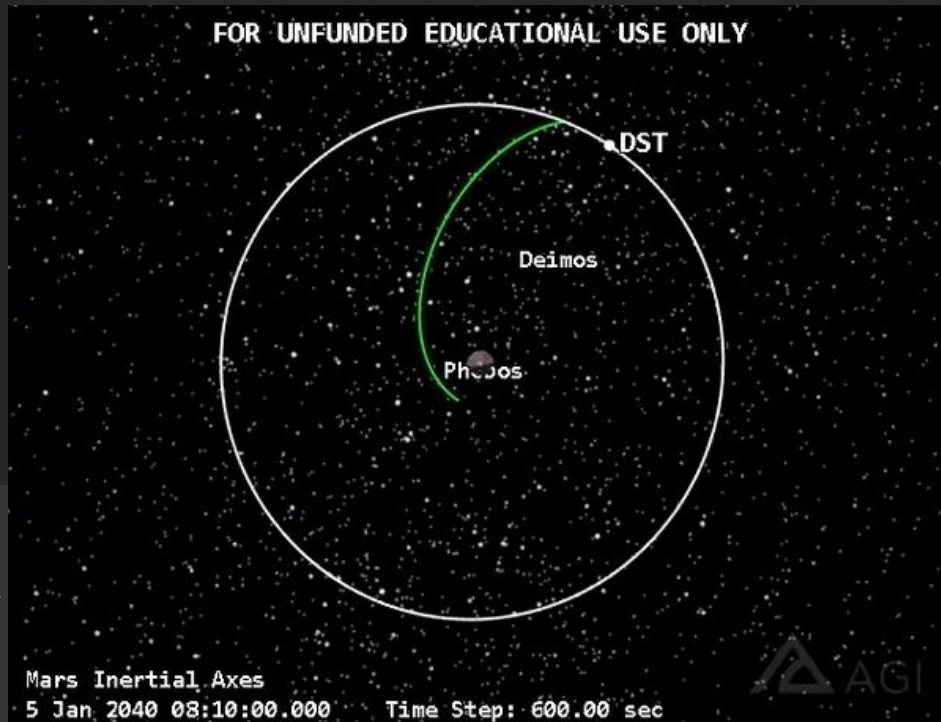 FOR UNFUNDED EDUCATIONAL USE ONLY
DST
Deimos
Phobos
Mars Inertial Axes
5 Jan 2040 08:10:00.000 Time Step: 600.00 sec
AGI